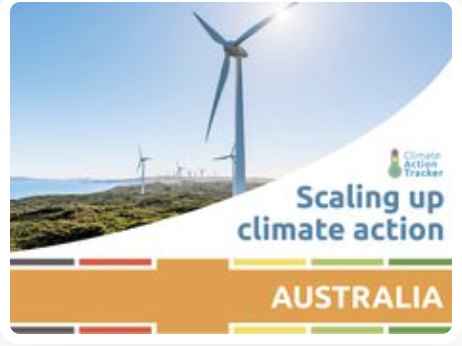 Climate
Action
Tracker
Scaling up
climate action
AUSTRALIA